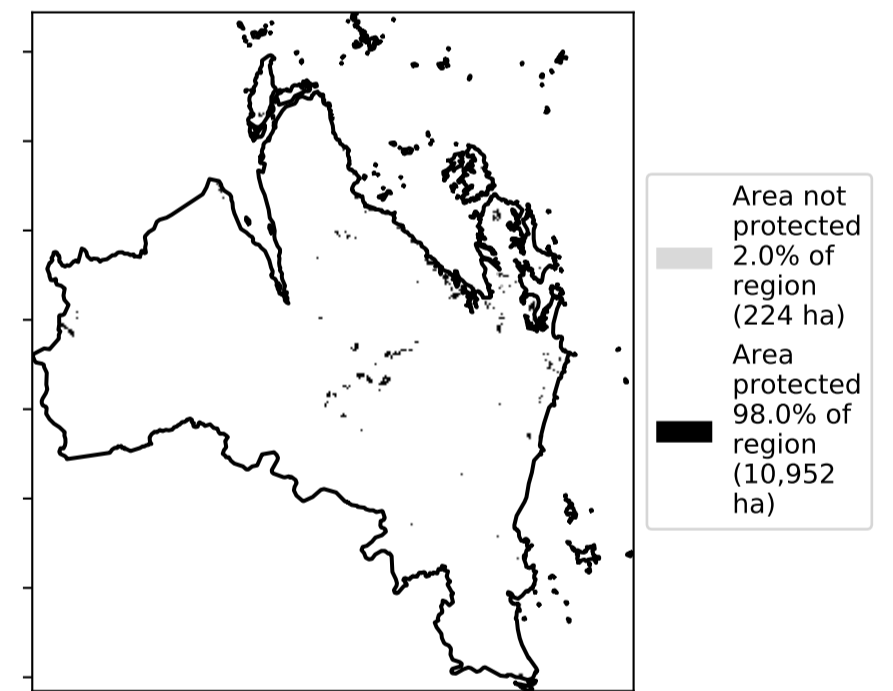 Area not
protected
2.0% of
region
(224 ha)
Area
protected
98.0% of
region
(10,952
ha)